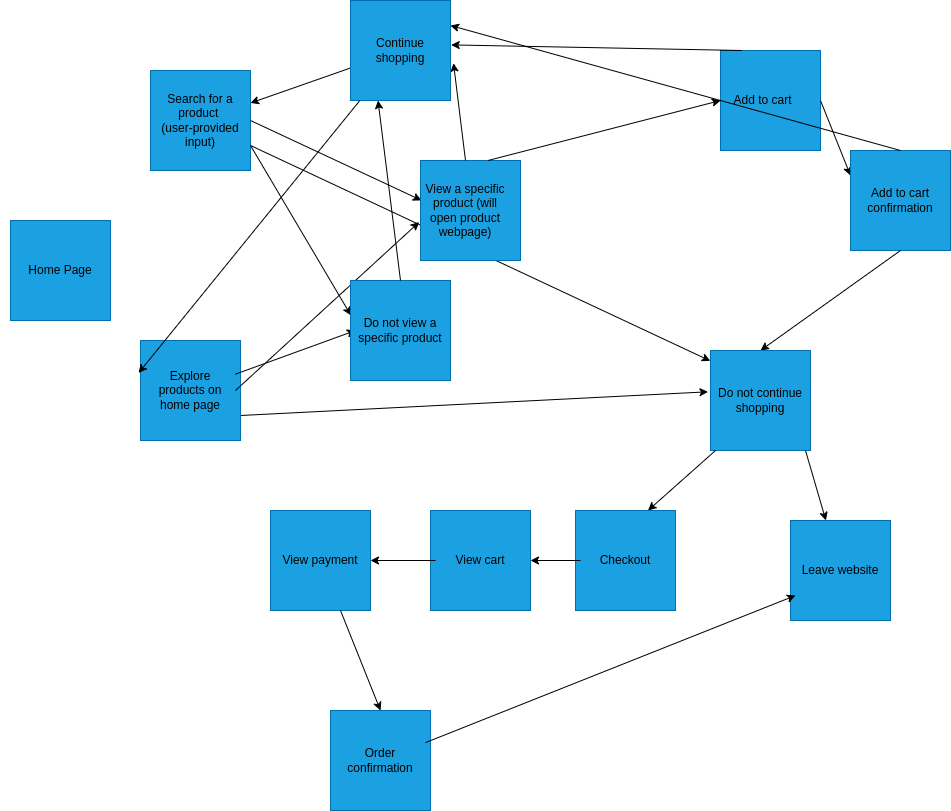 Continue
shopping
Search for a
product
(user-provided
input)
Add to cart
View a specific
product (will
open product
webpage)
Add to cart
confirmation
Home Page
Do not view a
specific product
Explore
products on
home page
Do not continue
shopping
View payment
View cart
Checkout
Leave website
Order
confirmation